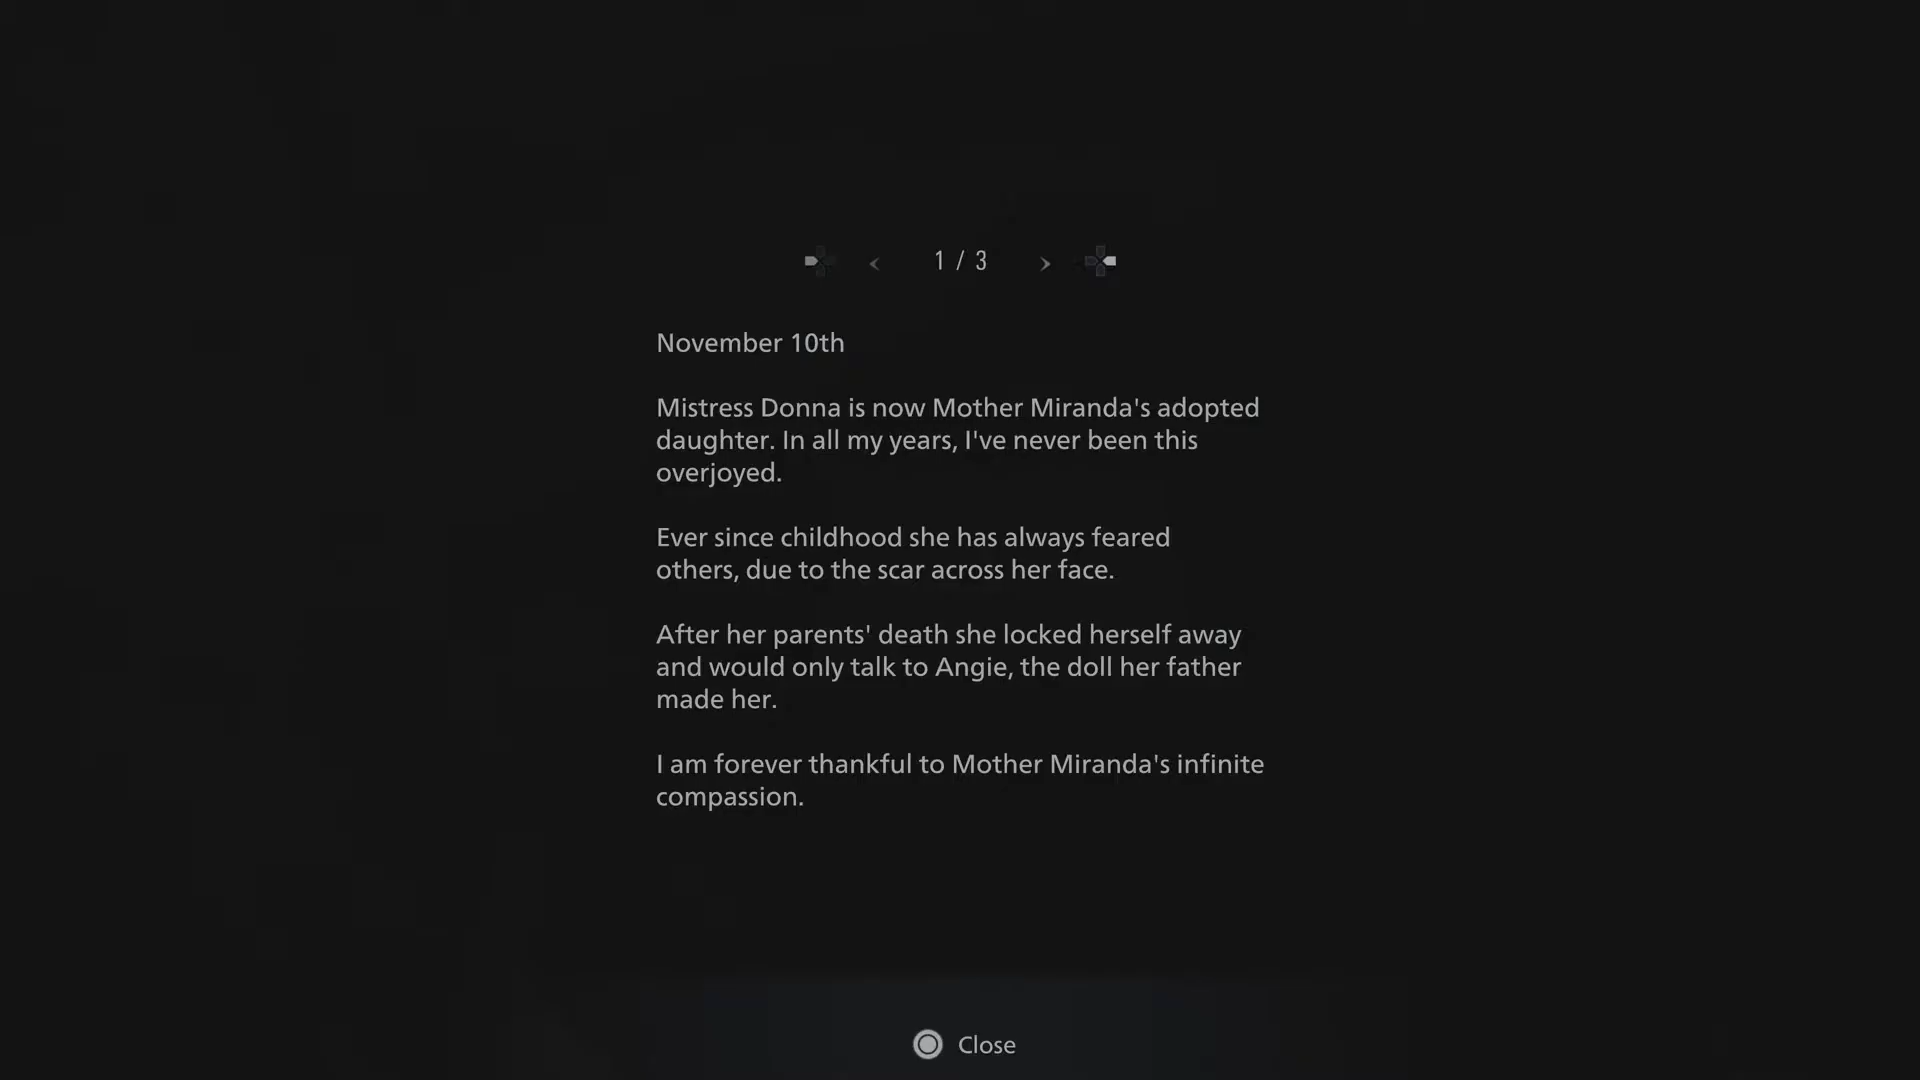 1 / 3
November 10th
Mistress Donna is now Mother Miranda's adopted
daughter. In all my years, I've never been this
overjoyed.
Ever since childhood she has always feared
others, due to the scar across her face.
After her parents' death she locked herself away
and would only talk to Angie, the doll her father
made her.
I am forever thankful to Mother Miranda's infinite
compassion.
Close